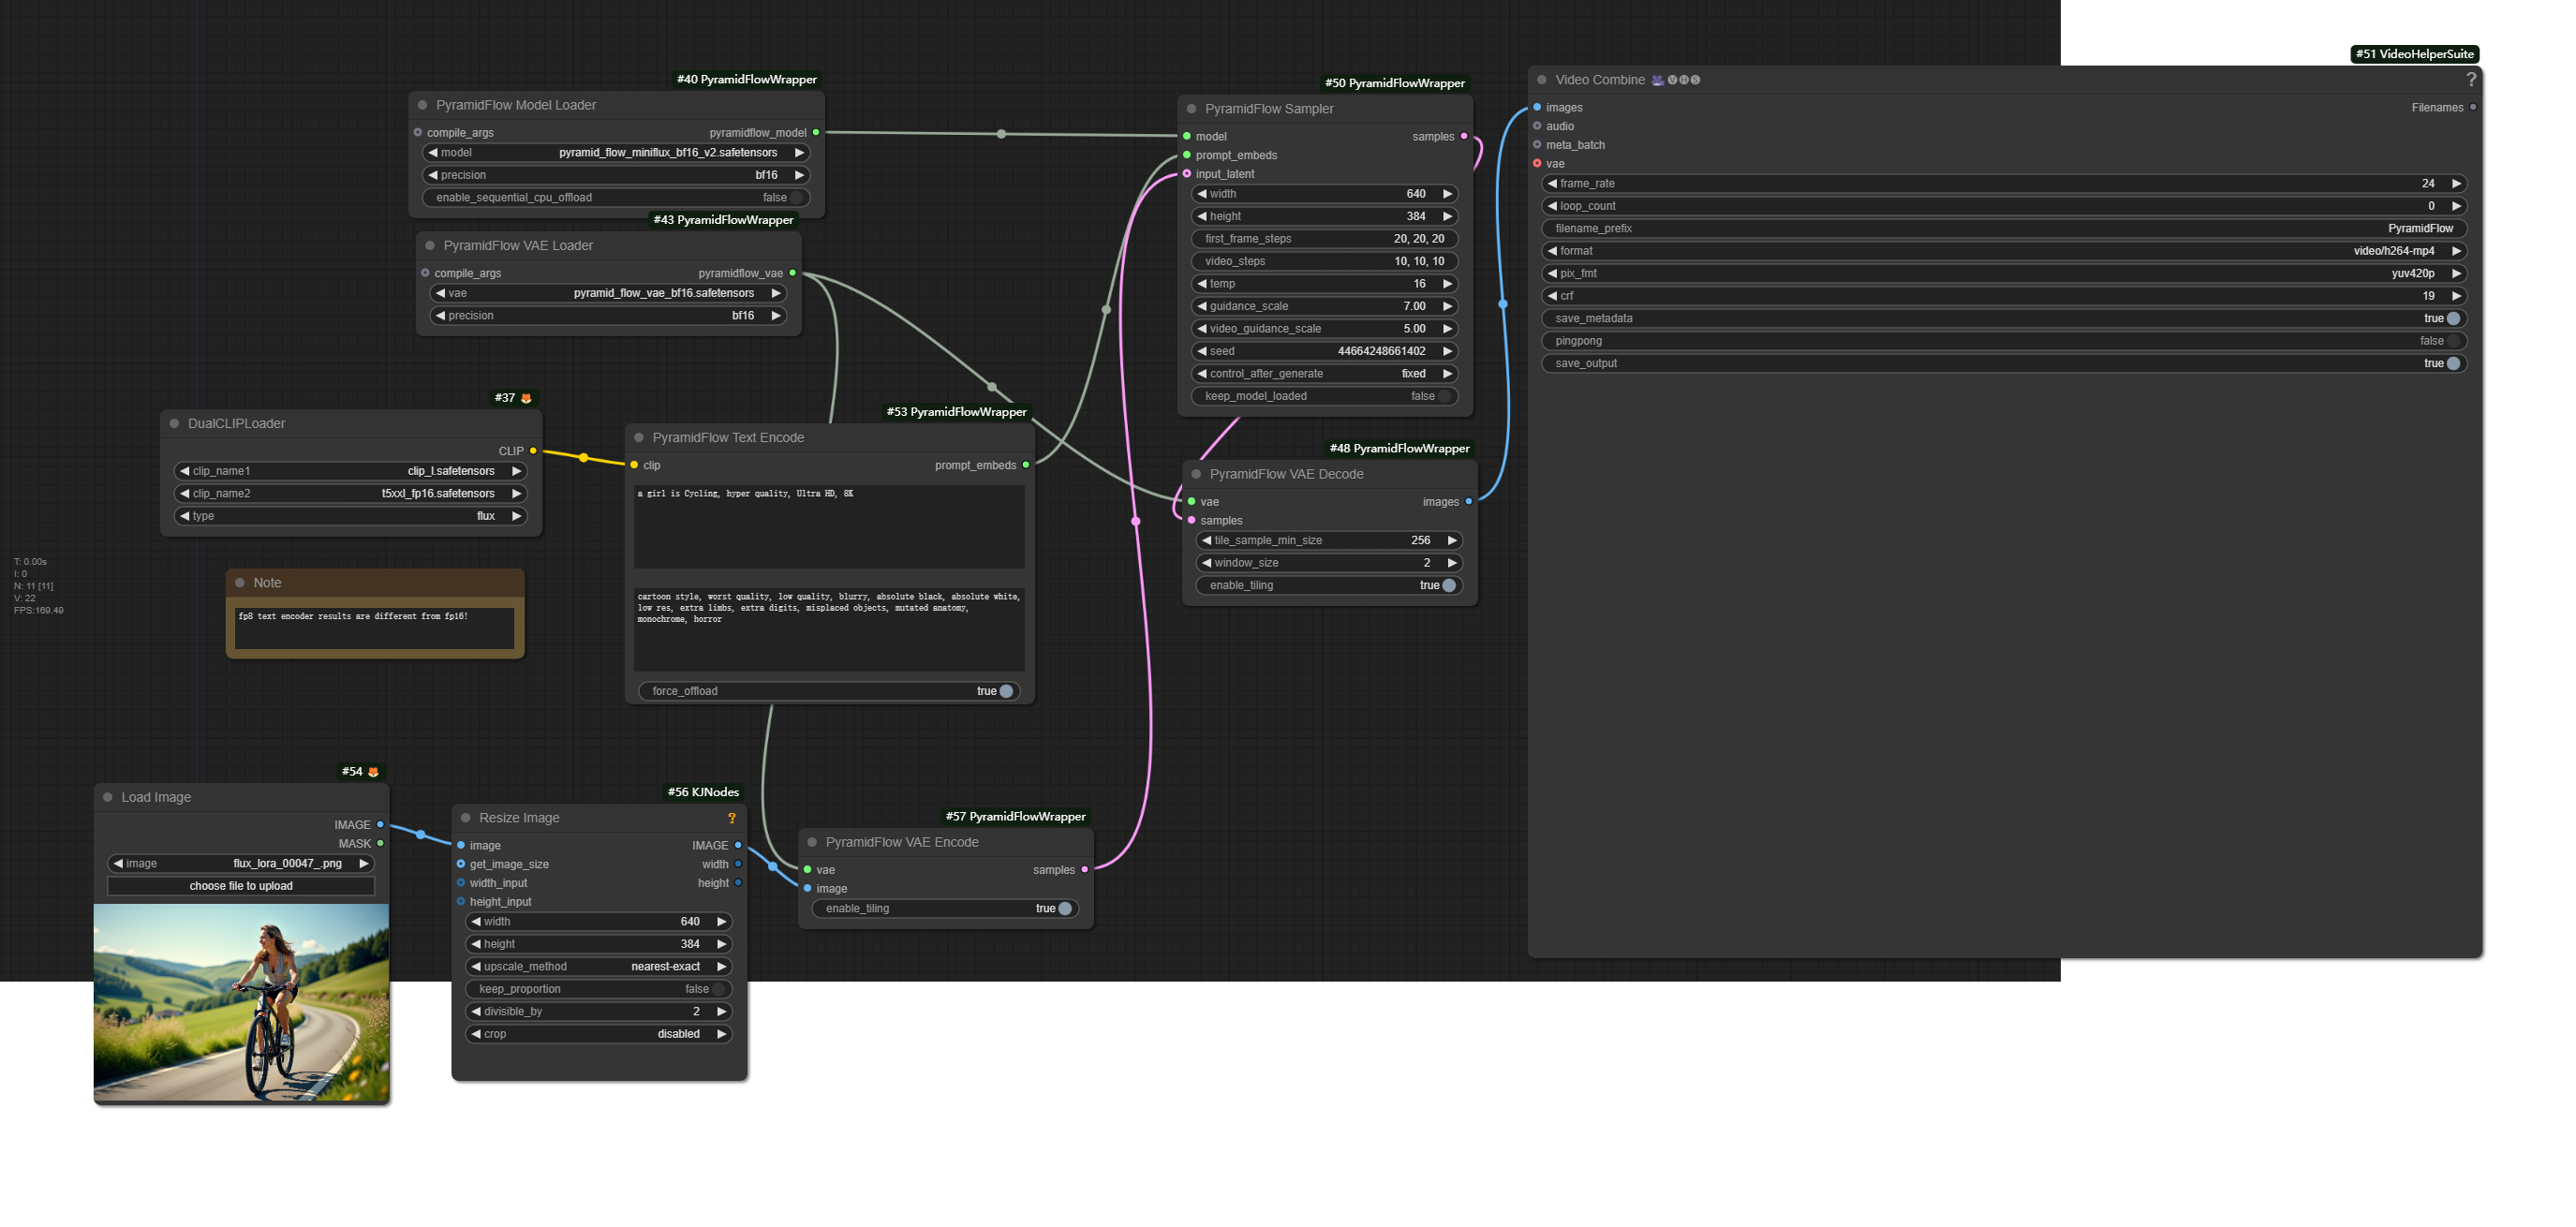 #40 PyramidFlowWrapper
PyramidFlow Model Loader
compile_args
pyramidflow_model
model
pyramid_flow_miniflux_bf16_v2.safetensors
precision
bf16
enable_sequential_cpu_offload
false
#43 PyramidFlowWrapper
PyramidFlow VAE Loader
compile_args
pyramidflow_vae
vae
pyramid_flow_vae_bf16.safetensors
precision
bf16
#37
DualCLIPLoader
CLIP
clip_name1
clip_l.safetensors
clip_name2
t5xxl_fp16.safetensors
type
flux
T: 0.00s
I: 0
N: 11 [11]
V: 22
FPS:169.49
Note
fp8 text encoder results are different from fp16!
#53 PyramidFlowWrapper
PyramidFlow Text Encode
clip
prompt_embeds
a girl is Cycling, hyper quality, Ultra HD, 8K
cartoon style, worst quality, low quality, blurry, absolute black, absolute white,
low res, extra limbs, extra digits, misplaced objects, mutated anatomy,
monochrome, horror
force_offload
true
#54
Load Image
IMAGE
MASK
image
flux_lora_00047_.png
choose file to upload
#56 KJNodes
Resize Image
?
image
IMAGE
get_image_size
width
width_input
height
height_input
width
640
height
384
upscale_method
nearest-exact
keep_proportion
false
divisible_by
2
crop
disabled
#57 PyramidFlowWrapper
PyramidFlow VAE Encode
vae
samples
image
enable_tiling
true
#50 PyramidFlowWrapper
PyramidFlow Sampler
model
samples
prompt_embeds
input_latent
width
640
height
384
first_frame_steps
20, 20, 20
video_steps
10, 10, 10
temp
16
guidance_scale
7.00
video_guidance_scale
5.00
seed
44664248661402
control_after_generate
fixed
keep_model_loaded
false
#48 PyramidFlowWrapper
PyramidFlow VAE Decode
vae
images
samples
tile_sample_min_size
256
window_size
2
enable_tiling
true
#51 VideoHelperSuite
Video Combine 🎥🅥🅗🅢
?
images
Filenames
audio
meta_batch
vae
frame_rate
24
loop_count
0
filename_prefix
PyramidFlow
format
video/h264-mp4
pix_fmt
yuv420p
crf
19
save_metadata
true
pingpong
false
save_output
true